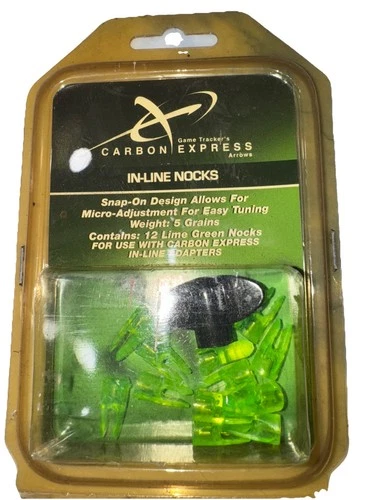 Game Tracker's
CARBON EXPRESS
Arrows
IN-LINE NOCKS
Snap-On Design Allows For
Micro-Adjustment For Easy Tuning
Weight: 5 Grains
Contains: 12 Lime Green Nocks
FOR USE WITH CARBON EXPRESS
IN-LINE ADAPTERS